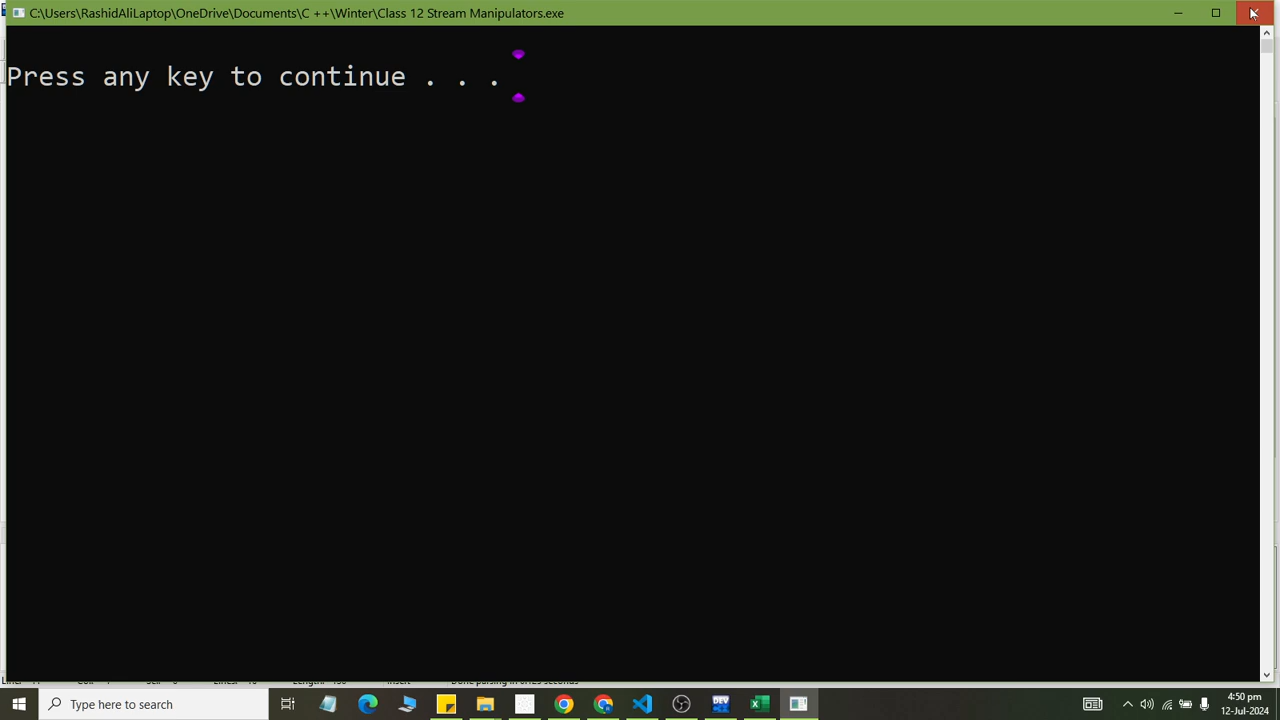 C:\Users\RashidAliLaptop\OneDrive\Documents\C ++\Winter\Class 12 Stream Manipulators.exe
Press any key to continue . . .
Type here to search
DEV
4:50 pm
12-Jul-2024